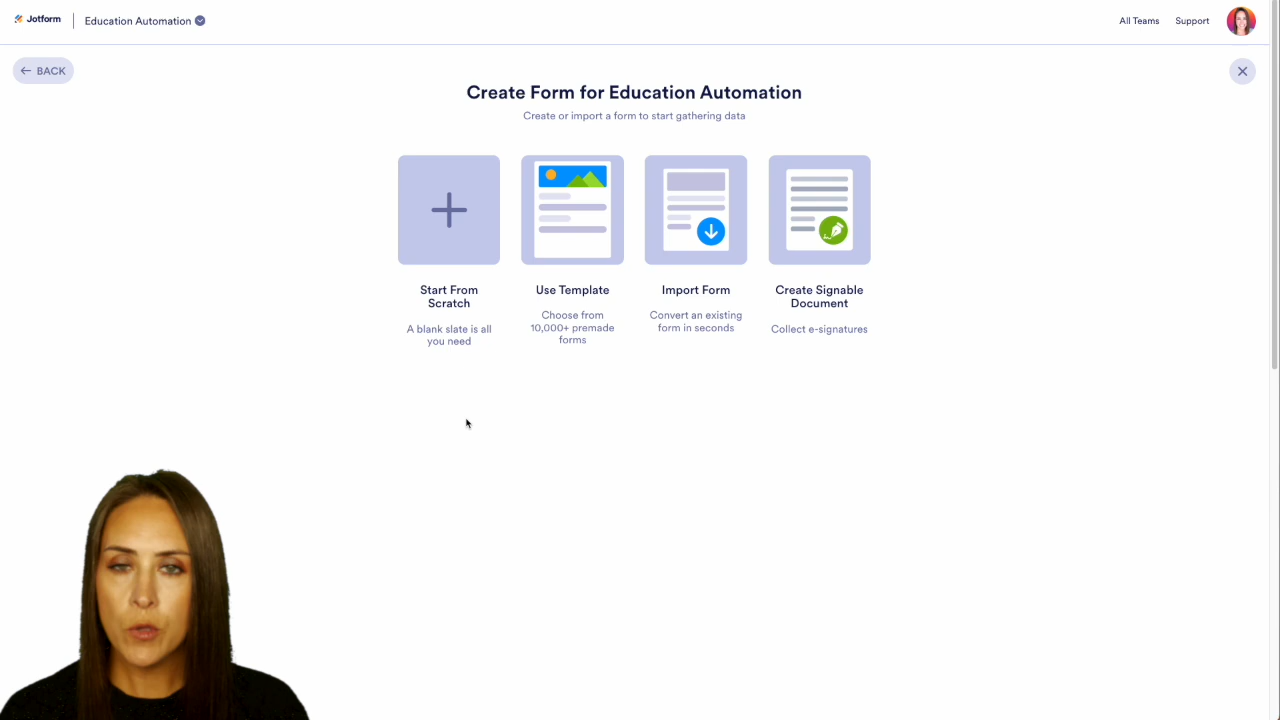 Jotform
Education Automation
All Teams
Support
BACK
Create Form for Education Automation
Create or import a form to start gathering data
Start From
Scratch
A blank slate is all
you need
Use Template
Choose from
10,000+ premade
forms
Import Form
Convert an existing
form in seconds
Create Signable
Document
Collect e-signatures